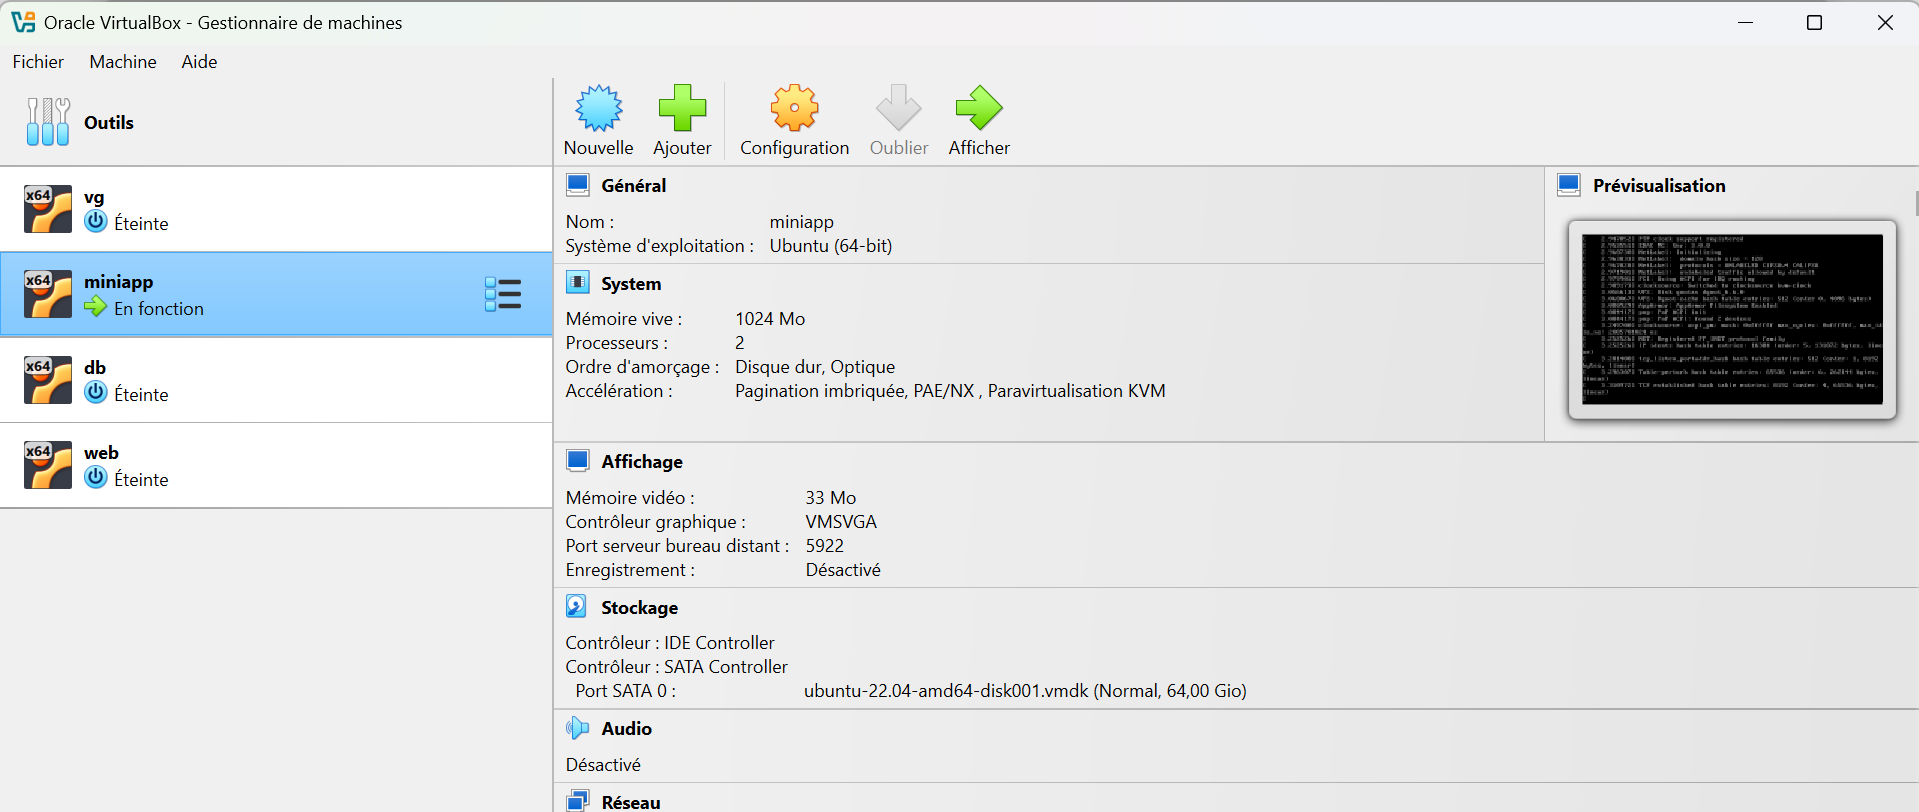 Oracle VirtualBox - Gestionnaire de machines
Fichier Machine Aide
Outils
Nouvelle Ajouter Configuration Oublier Afficher
x64 vg
Éteinte
x64 miniapp
En fonction
x64 db
Éteinte
x64 web
Éteinte
Général
Nom : miniapp
Système d'exploitation : Ubuntu (64-bit)
System
Mémoire vive : 1024 Mo
Processeurs : 2
Ordre d'amorçage : Disque dur, Optique
Accélération : Pagination imbriquée, PAE/NX , Paravirtualisation KVM
Prévisualisation
Affichage
Mémoire vidéo : 33 Mo
Contrôleur graphique : VMSVGA
Port serveur bureau distant : 5922
Enregistrement : Désactivé
Stockage
Contrôleur : IDE Controller
Contrôleur : SATA Controller
Port SATA 0 : ubuntu-22.04-amd64-disk001.vmdk (Normal, 64,00 Gio)
Audio
Désactivé
Réseau